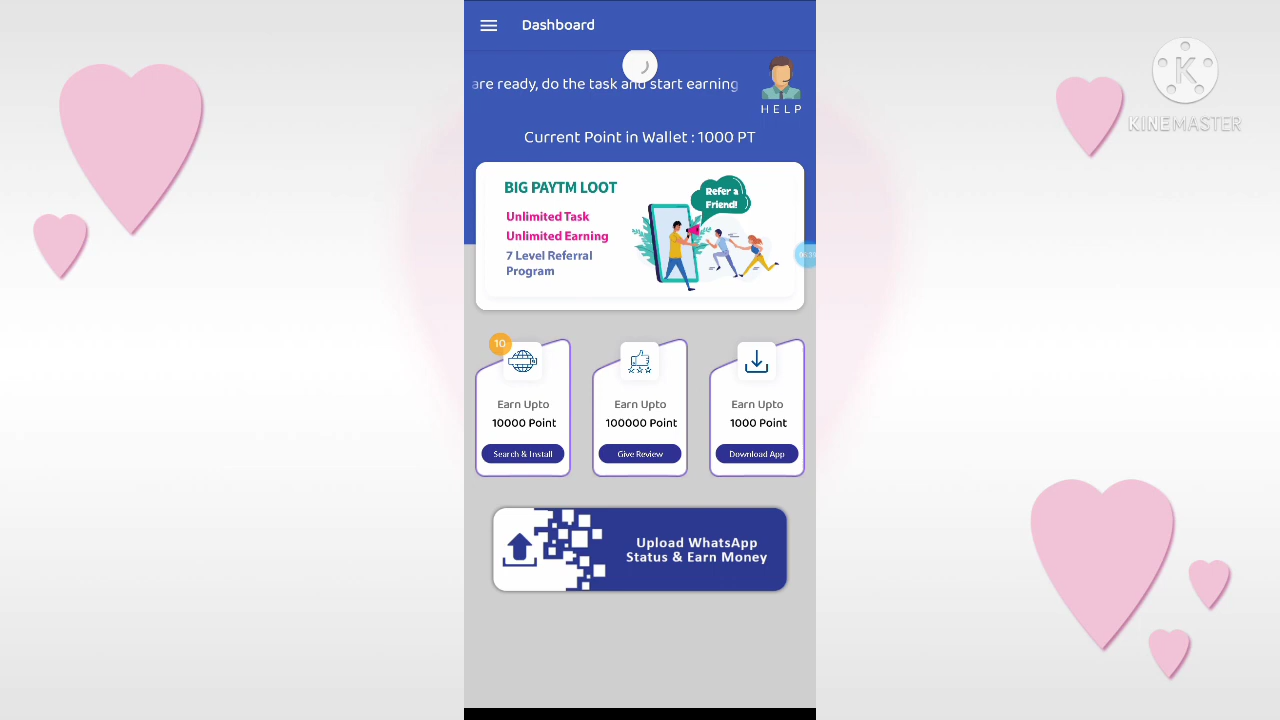 Dashboard
are ready, do the task and start earning
HELP
Current Point in Wallet : 1000 PT
BIG PAYTM LOOT
Unlimited Task
Unlimited Earning
7 Level Referral
Program
Refer a
Friend!
10
Earn Upto
10000 Point
Search & Install
Earn Upto
100000 Point
Give Review
Earn Upto
1000 Point
Download App
Upload WhatsApp
Status & Earn Money
K
KINEMASTER